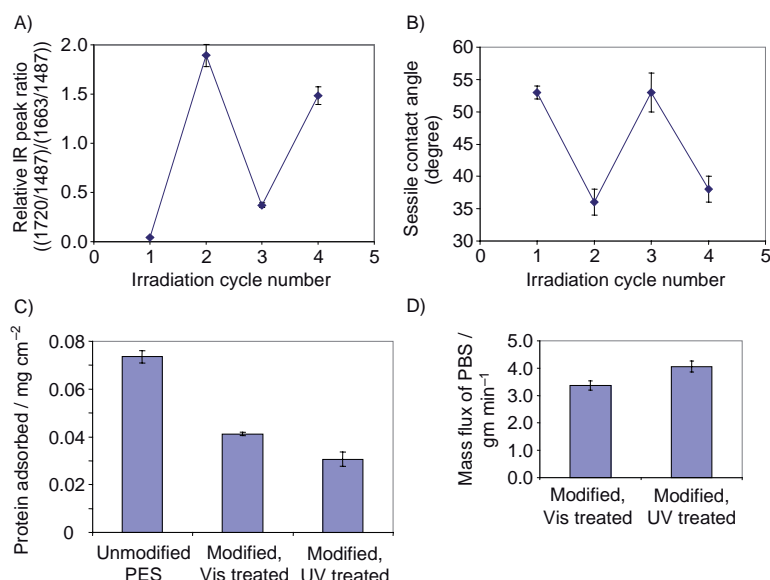 A)
Relative IR peak ratio
((1720/1487)/(1663/1487))
2.0
1.5
1.0
0.5
0.0
0 1 2 3 4 5
Irradiation cycle number
B)
Sessile contact angle
(degree)
60
55
50
45
40
35
30
0 1 2 3 4 5
Irradiation cycle number
C)
Protein adsorbed / mg cm⁻²
0.08
0.06
0.04
0.02
0
Unmodified
PES
Modified,
Vis treated
Modified,
UV treated
D)
Mass flux of PBS /
gm min⁻¹
5.0
4.0
3.0
2.0
1.0
0.0
Modified,
Vis treated
Modified,
UV treated